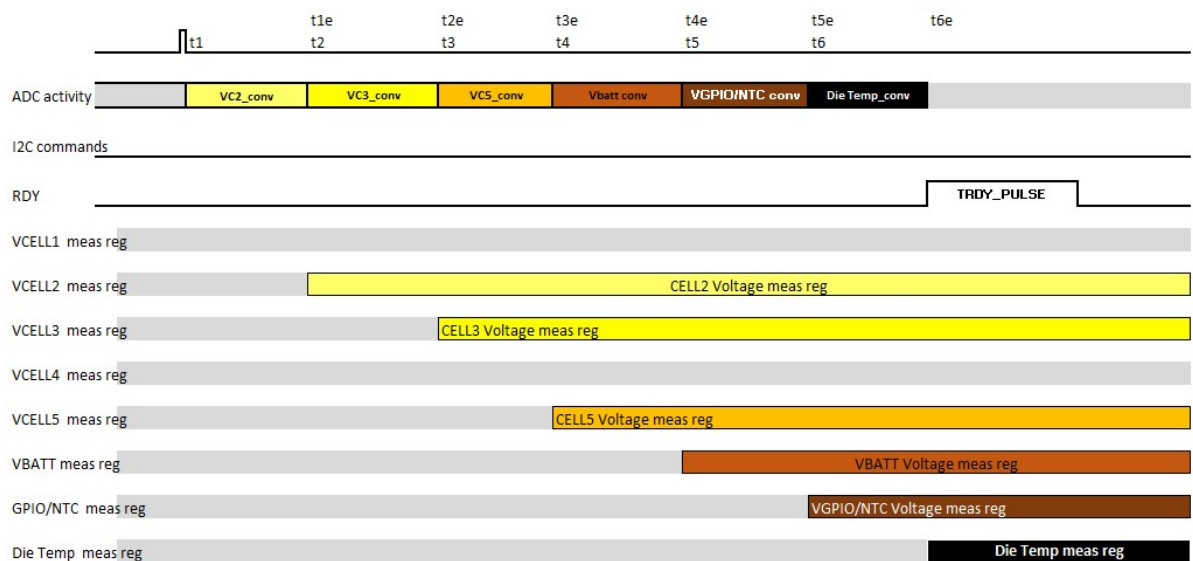 t1e t2e t3e t4e t5e t6e
t1 t2 t3 t4 t5 t6
ADC activity VC2_conv VC3_conv VC5_conv Vbatt conv VGPIO/NTC conv Die Temp_conv
I2C commands
RDY TRDY_PULSE
VCELL1 meas reg
VCELL2 meas reg CELL2 Voltage meas reg
VCELL3 meas reg CELL3 Voltage meas reg
VCELL4 meas reg
VCELL5 meas reg CELL5 Voltage meas reg
VBATT meas reg VBATT Voltage meas reg
GPIO/NTC meas reg VGPIO/NTC Voltage meas reg
Die Temp meas reg Die Temp meas reg